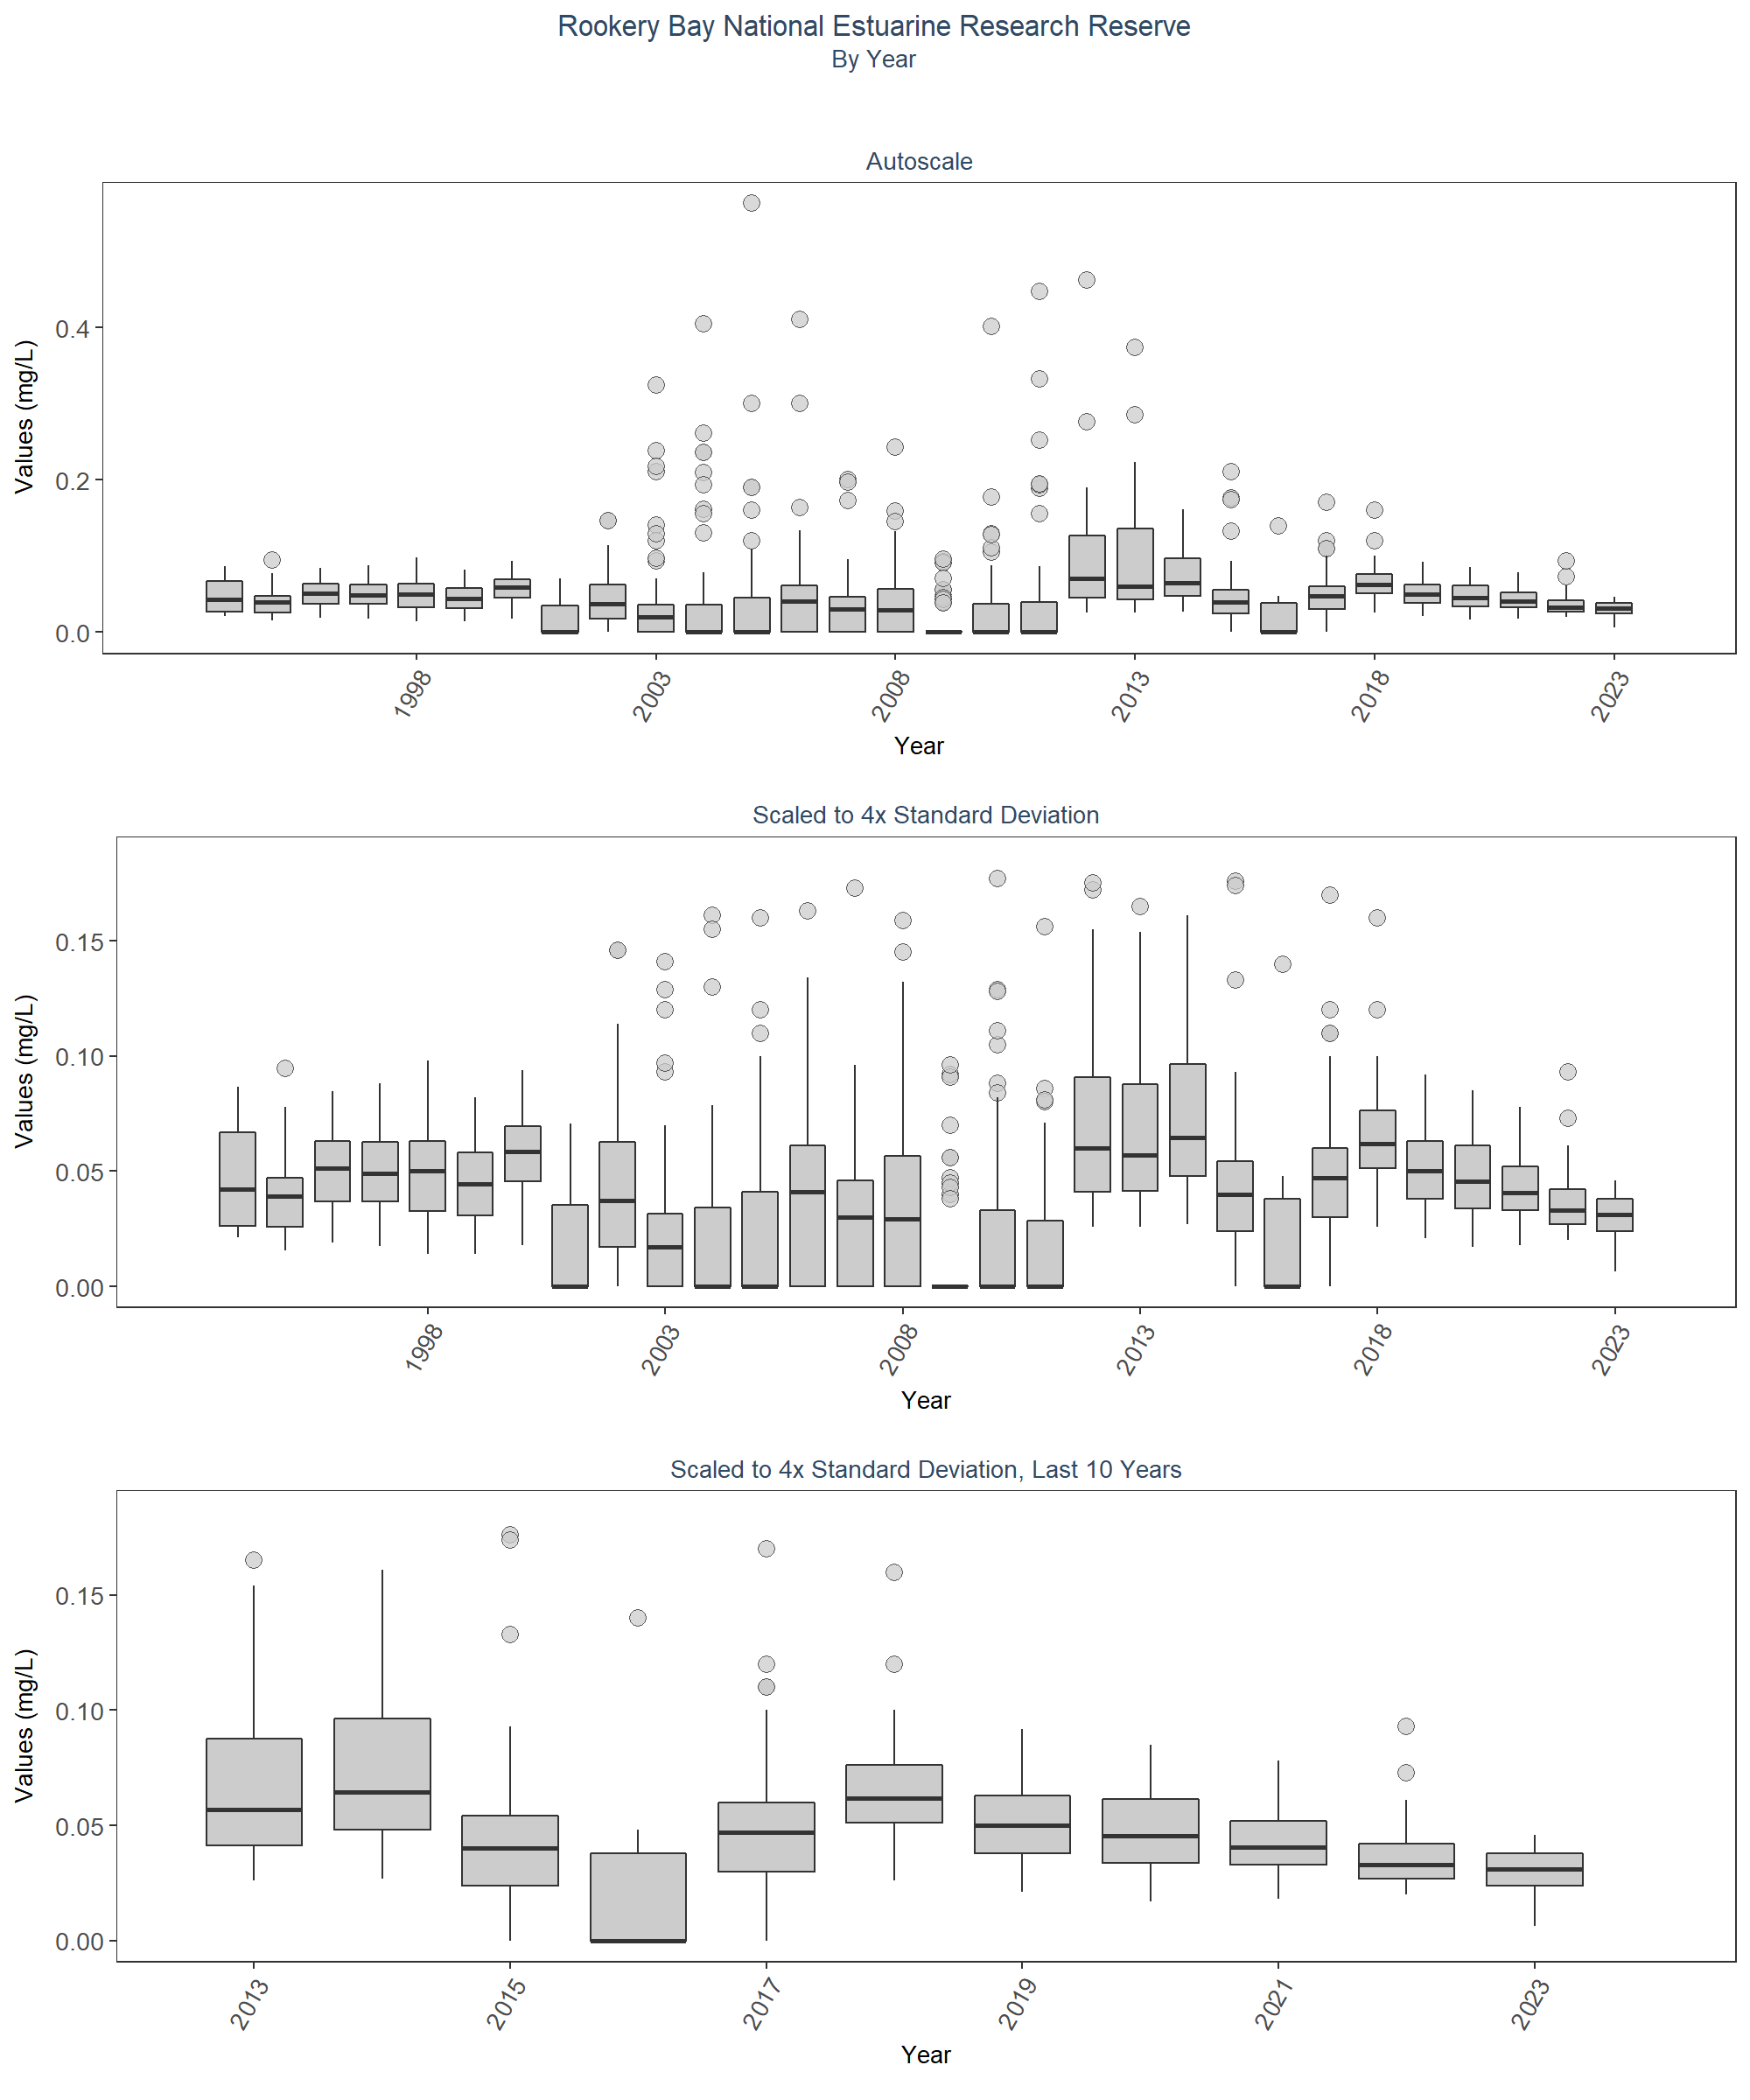 Rookery Bay National Estuarine Research Reserve
By Year
Autoscale
Values (mg/L)
0.4
0.2
0.0
1998 2003 2008 2013 2018 2023
Year
Scaled to 4x Standard Deviation
Values (mg/L)
0.15
0.10
0.05
0.00
1998 2003 2008 2013 2018 2023
Year
Scaled to 4x Standard Deviation, Last 10 Years
Values (mg/L)
0.15
0.10
0.05
0.00
2013 2015 2017 2019 2021 2023
Year